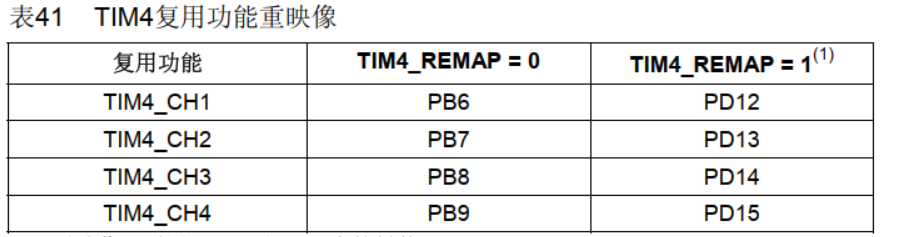 表41 TIM4复用功能重映像
复用功能 TIM4_REMAP = 0 TIM4_REMAP = 1(1)
TIM4_CH1 PB6 PD12
TIM4_CH2 PB7 PD13
TIM4_CH3 PB8 PD14
TIM4_CH4 PB9 PD15